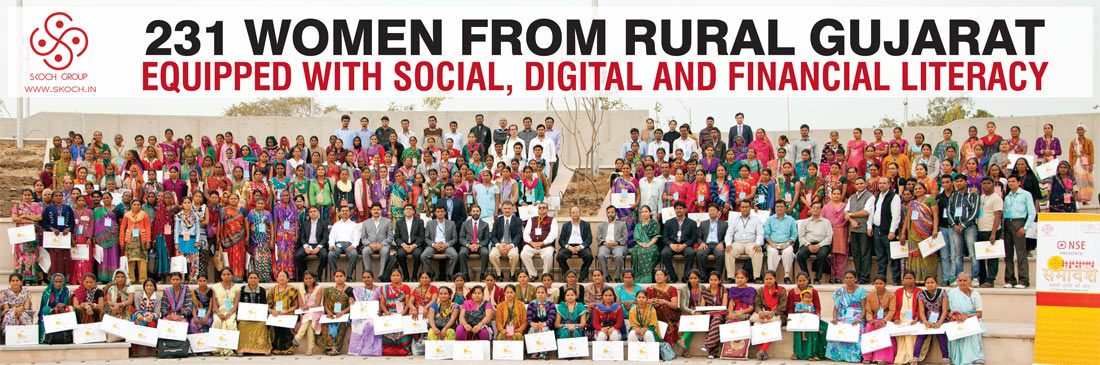 231 WOMEN FROM RURAL GUJARAT
EQUIPPED WITH SOCIAL, DIGITAL AND FINANCIAL LITERACY
SKOCH GROUP
WWW.SKOCH.IN
NSE
PRESENTS
समावेश